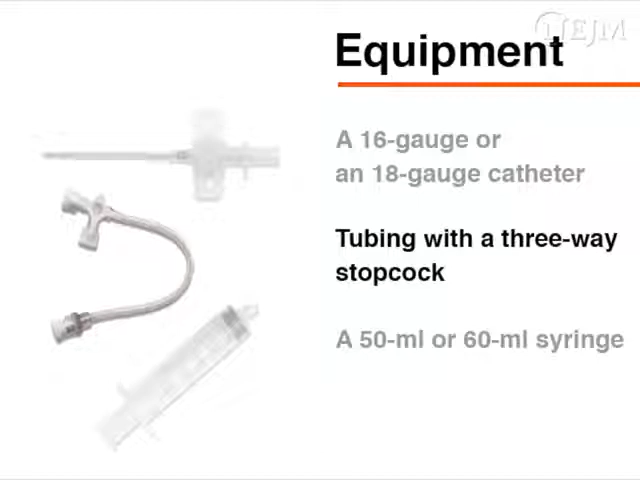 NEJM
Equipment
A 16-gauge or
an 18-gauge catheter
Tubing with a three-way
stopcock
A 50-ml or 60-ml syringe